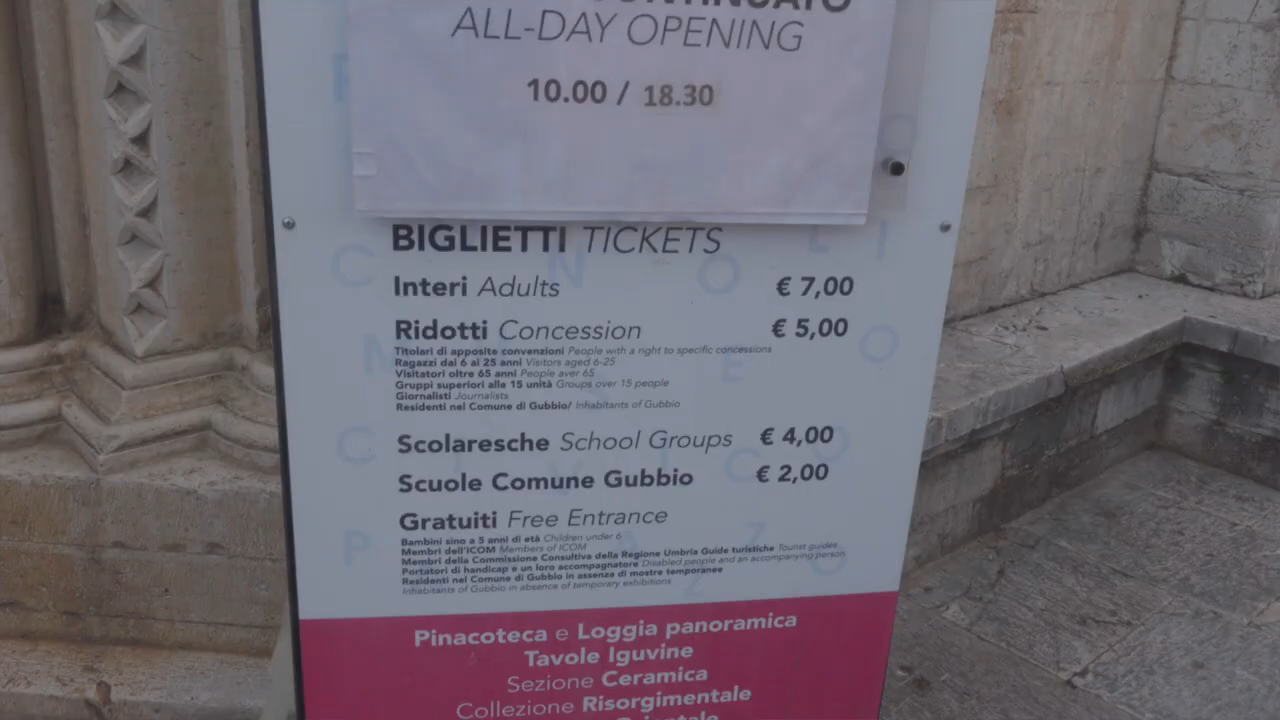 ALL-DAY OPENING
10.00 / 18.30
BIGLIETTI TICKETS
Interi Adults € 7,00
Ridotti Concession € 5,00
Titolari di apposite convenzioni People with a right to specific concessions
Ragazzi dai 6 ai 25 anni Visitors aged 6-25
Visitatori oltre 65 anni People aver 65
Gruppi superiori alle 15 unità Groups over 15 people
Giornalisti Journalists
Residenti nel Comune di Gubbio/ Inhabitants of Gubbio
Scolaresche School Groups € 4,00
Scuole Comune Gubbio € 2,00
Gratuiti Free Entrance
Bambini sino a 5 anni di età Children under 6
Membri dell'ICOM Members of ICOM
Membri della Commissione Consultiva della Regione Umbria Guide turistiche Tourist guides
Portatori di handicap e un loro accompagnatore Disabled people and an accompanying person
Residenti nel Comune di Gubbio in assenza di mostre temporanee
Inhabitants of Gubbio in absence of temporary exhibitions
Pinacoteca e Loggia panoramica
Tavole Iguvine
Sezione Ceramica
Collezione Risorgimentale